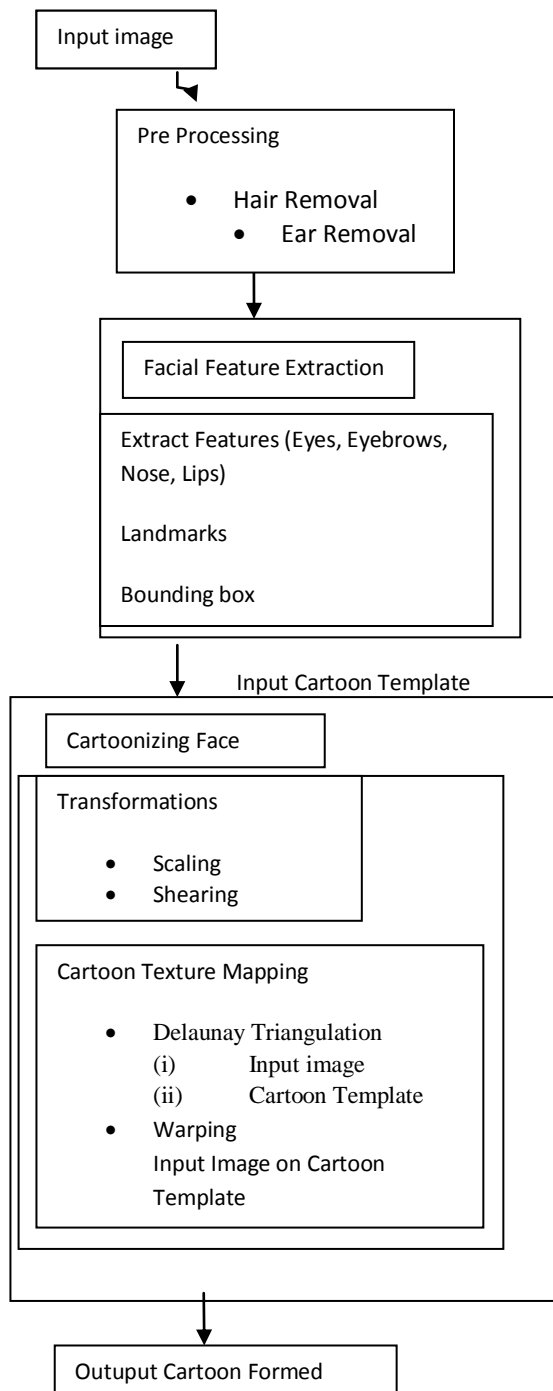 Input image
Pre Processing
• Hair Removal
• Ear Removal
Facial Feature Extraction
Extract Features (Eyes, Eyebrows,
Nose, Lips)
Landmarks
Bounding box
Input Cartoon Template
Cartoonizing Face
Transformations
• Scaling
• Shearing
Cartoon Texture Mapping
• Delaunay Triangulation
(i) Input image
(ii) Cartoon Template
• Warping
Input Image on Cartoon
Template
Outuput Cartoon Formed